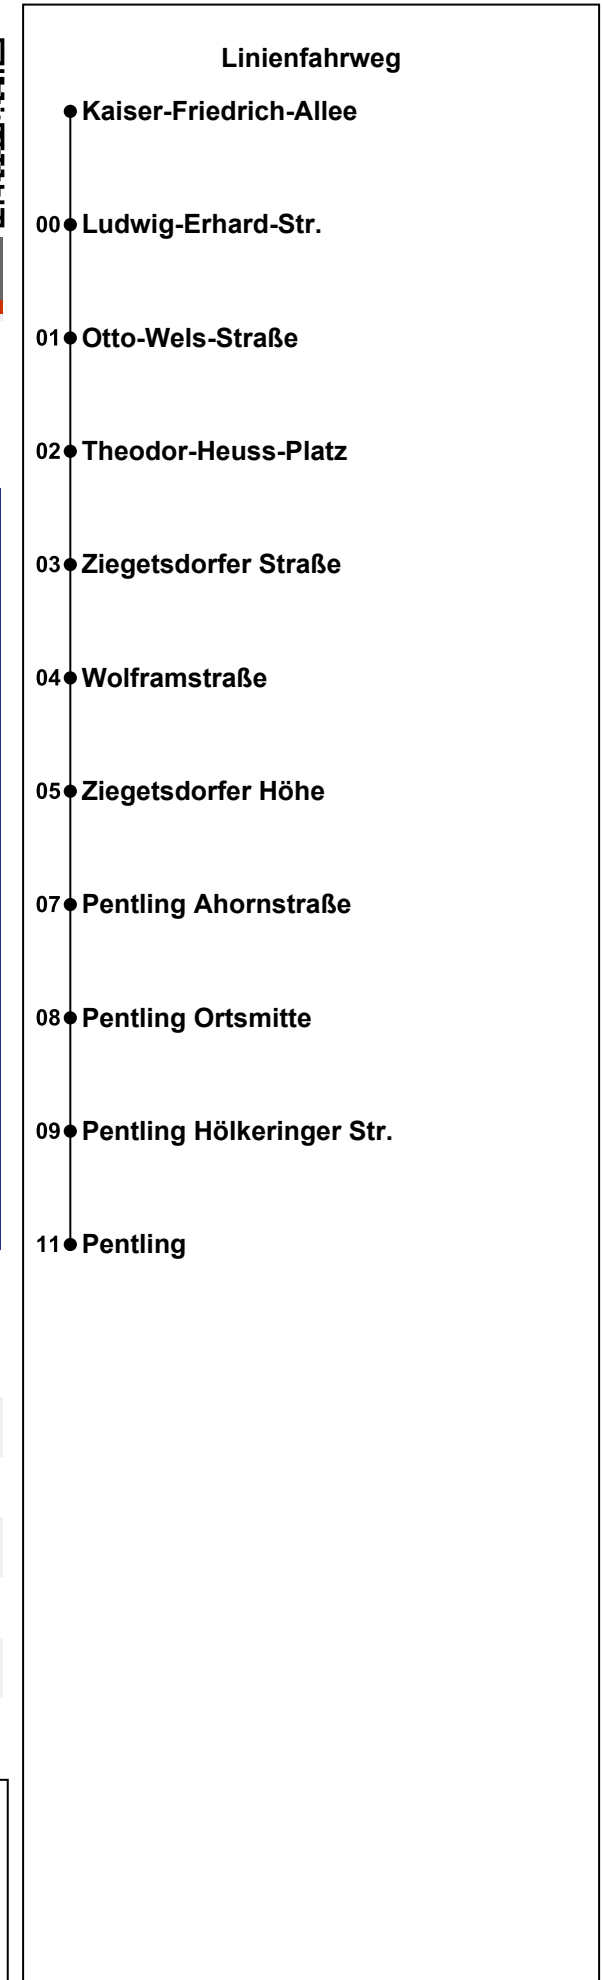 Linienfahrweg
Kaiser-Friedrich-Allee
00 Ludwig-Erhard-Str.
01 Otto-Wels-Straße
02 Theodor-Heuss-Platz
03 Ziegetsdorfer Straße
04 Wolframstraße
05 Ziegetsdorfer Höhe
07 Pentling Ahornstraße
08 Pentling Ortsmitte
09 Pentling Hölkeringer Str.
11 Pentling